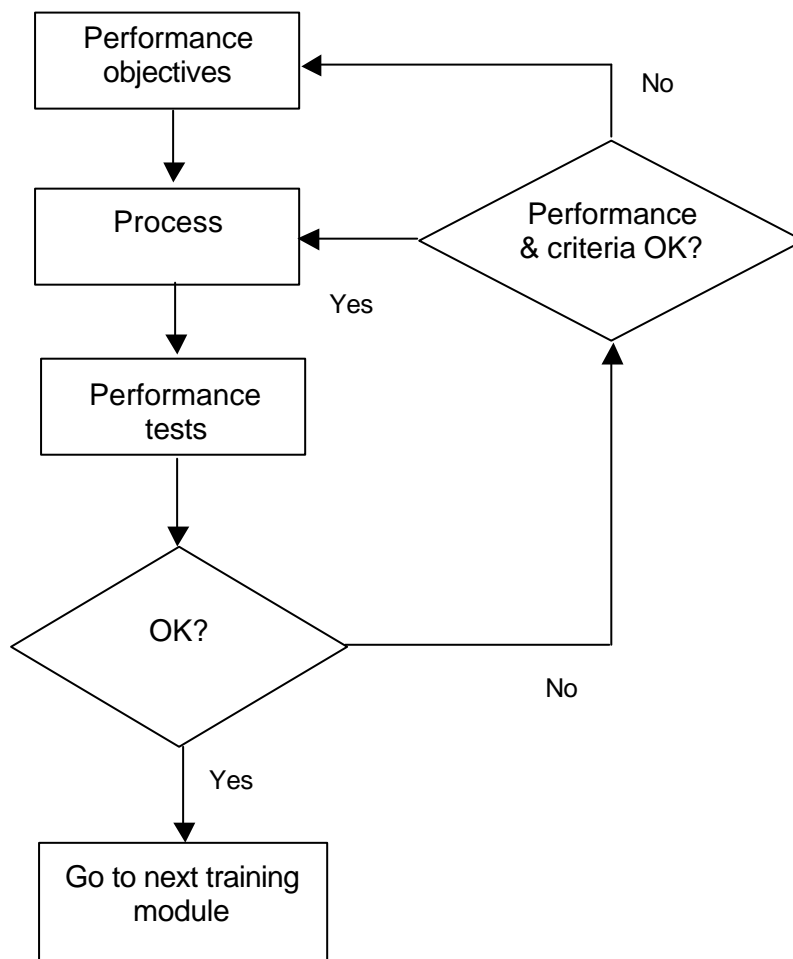 Performance
objectives
No
Process
Performance
& criteria OK?
Yes
Performance
tests
OK?
No
Yes
Go to next training
module